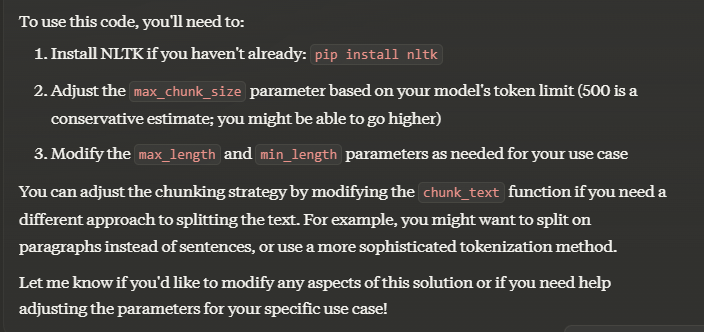 To use this code, you'll need to:
1. Install NLTK if you haven't already: pip install nltk
2. Adjust the max_chunk_size parameter based on your model's token limit (500 is a
conservative estimate; you might be able to go higher)
3. Modify the max_length and min_length parameters as needed for your use case
You can adjust the chunking strategy by modifying the chunk_text function if you need a
different approach to splitting the text. For example, you might want to split on
paragraphs instead of sentences, or use a more sophisticated tokenization method.
Let me know if you'd like to modify any aspects of this solution or if you need help
adjusting the parameters for your specific use case!